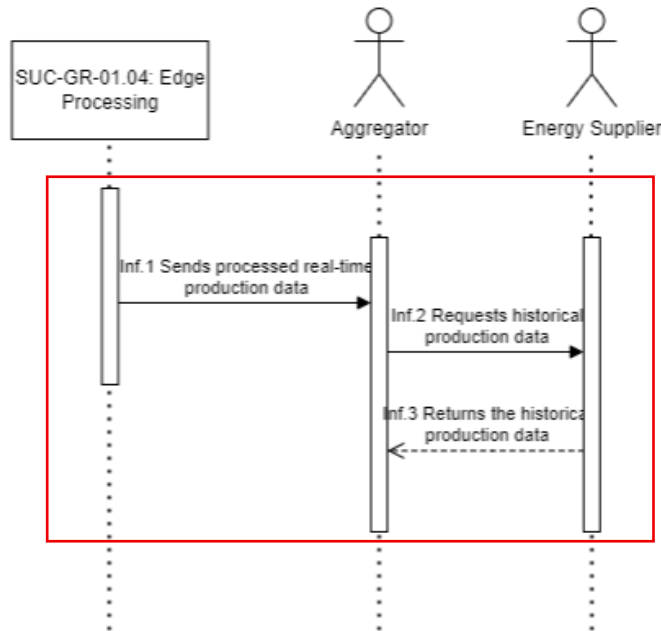 SUC-GR-01.04: Edge
Processing
Aggregator
Energy Supplier
Inf.1 Sends processed real-time
production data
Inf.2 Requests historical
production data
Inf.3 Returns the historica
production data